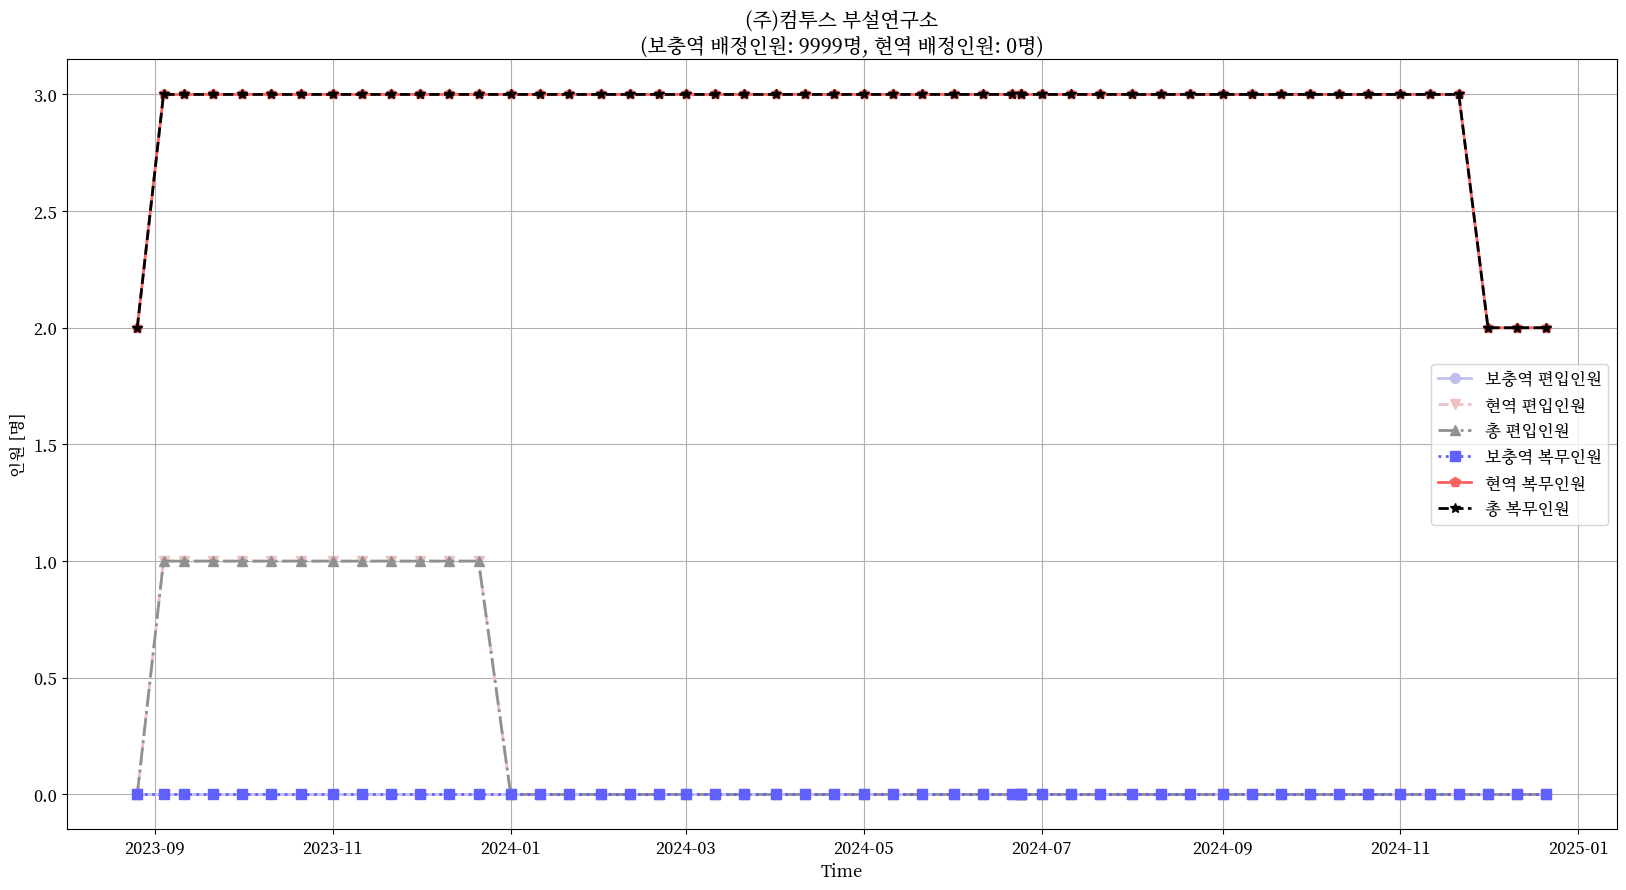 (주)컴투스 부설연구소
(보충역 배정인원: 9999명, 현역 배정인원: 0명)
3.0
2.5
2.0
1.5
1.0
0.5
0.0
인원 [명]
보충역 편입인원
현역 편입인원
총 편입인원
보충역 복무인원
현역 복무인원
총 복무인원
2023-09 2023-11 2024-01 2024-03 2024-05 2024-07 2024-09 2024-11 2025-01
Time